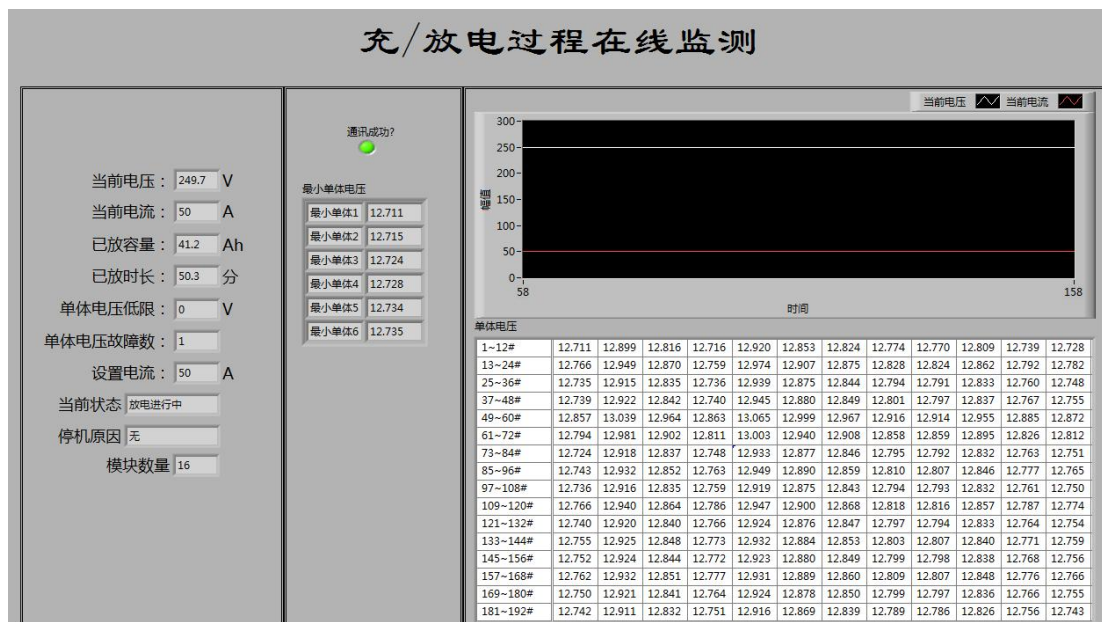 充/放电过程在线监测
当前电压： 249.7 V
当前电流： 50 A
已放容量： 41.2 Ah
已放时长： 50.3 分
单体电压低限： 0 V
单体电压故障数： 1
设置电流： 50 A
当前状态 放电进行中
停机原因 无
模块数量 16
通讯成功?
最小单体电压
最小单体1 12.711
最小单体2 12.715
最小单体3 12.724
最小单体4 12.728
最小单体5 12.734
最小单体6 12.735
当前电压 当前电流
300
250
200
150
100
50
0
幅值
58 158
时间
单体电压
1~12# 12.711 12.899 12.816 12.716 12.920 12.853 12.824 12.774 12.770 12.809 12.739 12.728
13~24# 12.766 12.949 12.870 12.759 12.974 12.907 12.875 12.828 12.824 12.862 12.792 12.782
25~36# 12.735 12.915 12.835 12.736 12.939 12.875 12.844 12.794 12.791 12.833 12.760 12.748
37~48# 12.739 12.922 12.842 12.740 12.945 12.880 12.849 12.801 12.797 12.837 12.767 12.755
49~60# 12.857 13.039 12.964 12.863 13.065 12.999 12.967 12.916 12.914 12.955 12.885 12.872
61~72# 12.794 12.981 12.902 12.811 13.003 12.940 12.908 12.858 12.859 12.895 12.826 12.812
73~84# 12.724 12.918 12.837 12.748 12.933 12.877 12.846 12.795 12.792 12.832 12.763 12.751
85~96# 12.743 12.932 12.852 12.763 12.949 12.890 12.859 12.810 12.807 12.846 12.777 12.765
97~108# 12.736 12.916 12.835 12.759 12.919 12.875 12.843 12.794 12.793 12.832 12.761 12.750
109~120# 12.766 12.940 12.864 12.786 12.947 12.900 12.868 12.818 12.816 12.857 12.787 12.774
121~132# 12.740 12.920 12.840 12.766 12.924 12.876 12.847 12.797 12.794 12.833 12.764 12.754
133~144# 12.755 12.925 12.848 12.773 12.932 12.884 12.853 12.803 12.807 12.840 12.771 12.759
145~156# 12.752 12.924 12.844 12.772 12.923 12.880 12.849 12.799 12.798 12.838 12.768 12.756
157~168# 12.762 12.932 12.851 12.777 12.931 12.889 12.860 12.809 12.807 12.848 12.776 12.766
169~180# 12.750 12.921 12.841 12.764 12.924 12.878 12.850 12.799 12.797 12.836 12.766 12.755
181~192# 12.742 12.911 12.832 12.751 12.916 12.869 12.839 12.789 12.786 12.826 12.756 12.743